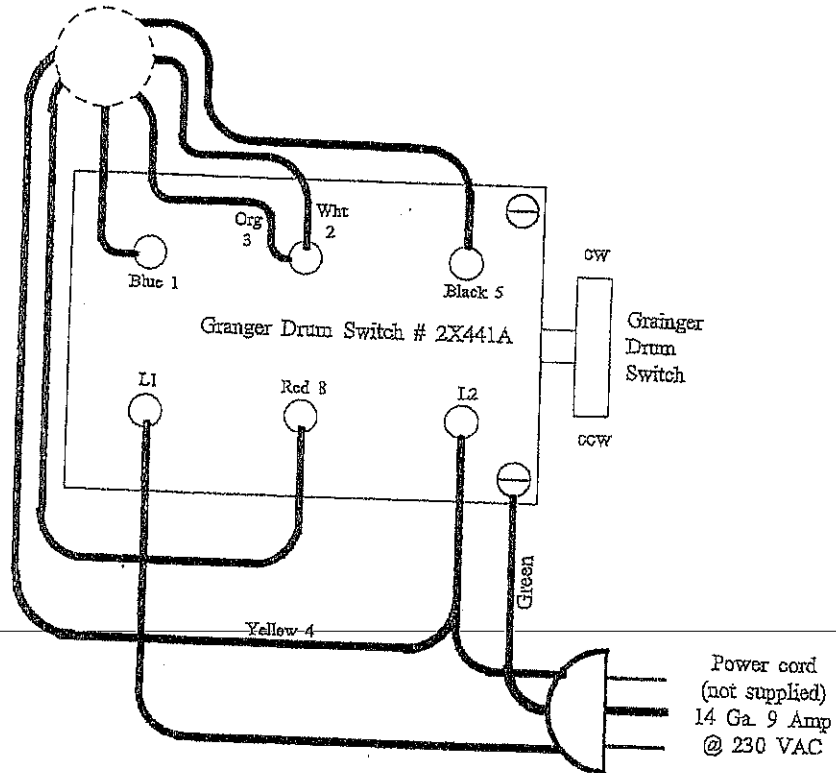 Org
3
Wht
2
Blue 1
Black 5
CW
Granger Drum Switch # 2X441A
Grainger
Drum
Switch
L1
Red 8
L2
CCW
Green
Yellow 4
Power cord
(not supplied)
14 Ga. 9 Amp
@ 230 VAC